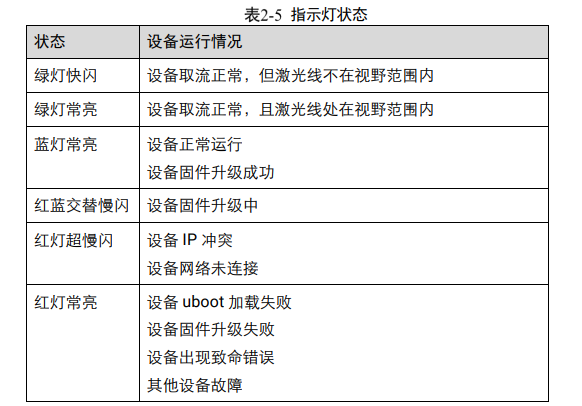 表2-5 指示灯状态
状态 设备运行情况
绿灯快闪 设备取流正常，但激光线不在视野范围内
绿灯常亮 设备取流正常，且激光线处在视野范围内
蓝灯常亮 设备正常运行
设备固件升级成功
红蓝交替慢闪 设备固件升级中
红灯超慢闪 设备 IP 冲突
设备网络未连接
红灯常亮 设备 uboot 加载失败
设备固件升级失败
设备出现致命错误
其他设备故障